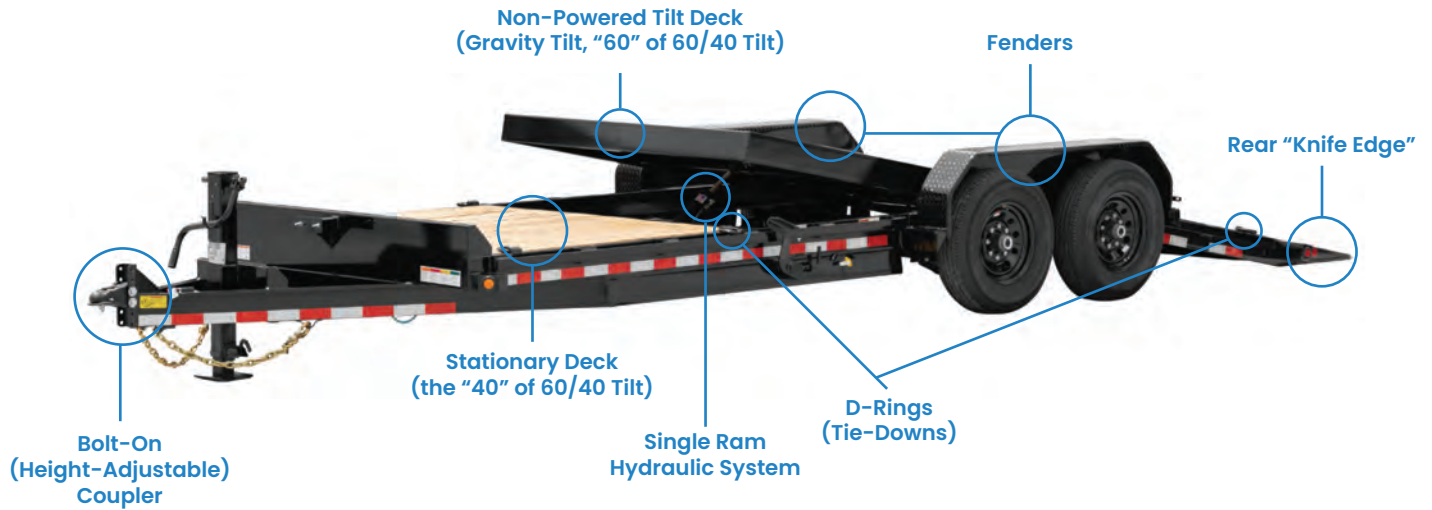 Non-Powered Tilt Deck
(Gravity Tilt, “60” of 60/40 Tilt)
Fenders
Rear “Knife Edge”
Stationary Deck
(the “40” of 60/40 Tilt)
D-Rings
(Tie-Downs)
Single Ram
Hydraulic System
Bolt-On
(Height-Adjustable)
Coupler